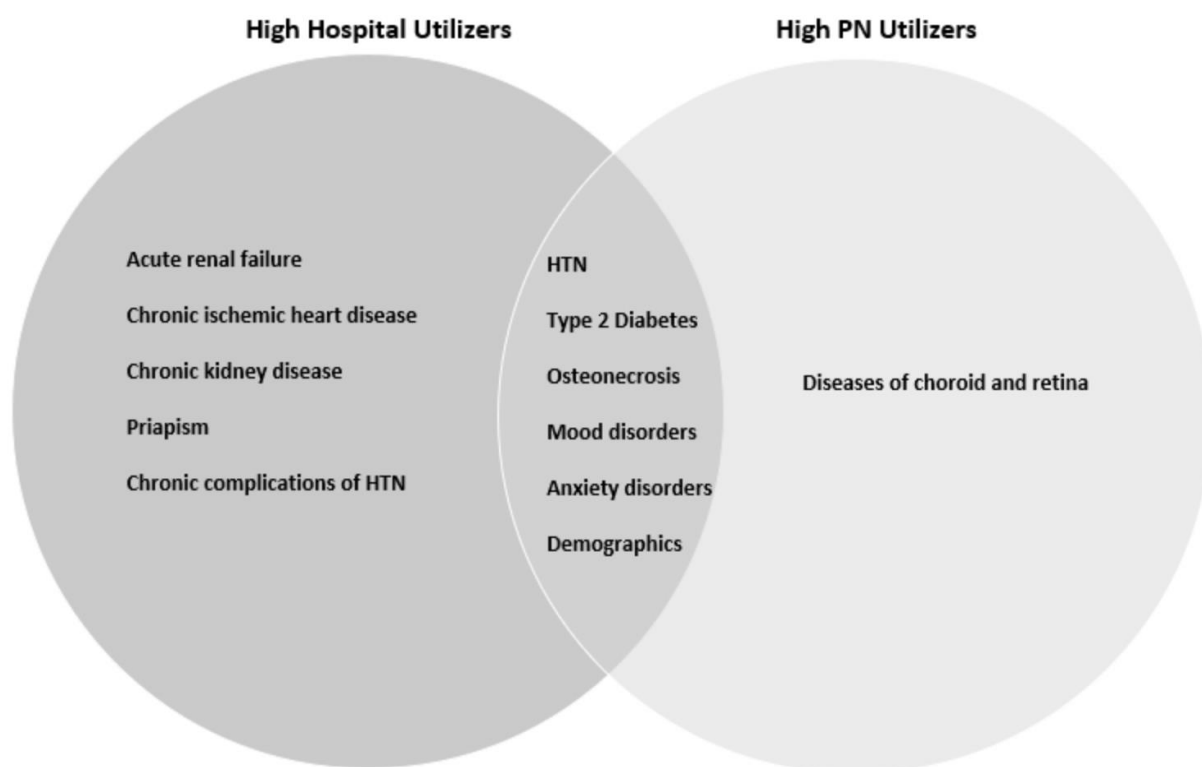 High Hospital Utilizers
High PN Utilizers
Acute renal failure
Chronic ischemic heart disease
Chronic kidney disease
Priapism
Chronic complications of HTN
HTN
Type 2 Diabetes
Osteonecrosis
Mood disorders
Anxiety disorders
Demographics
Diseases of choroid and retina